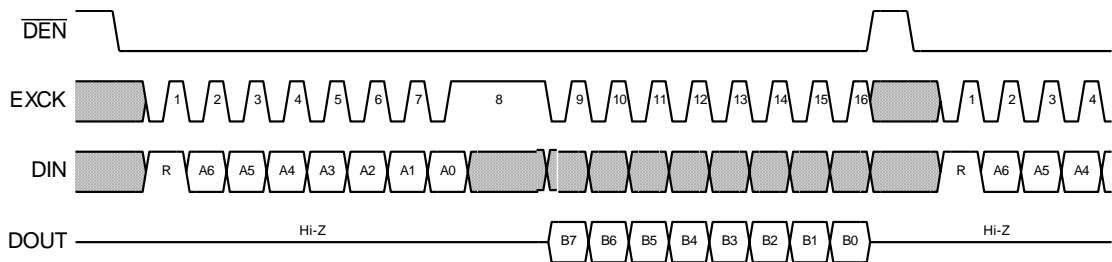 DEN
EXCK 1 2 3 4 5 6 7 8 9 10 11 12 13 14 15 16 1 2 3 4
DIN R A6 A5 A4 A3 A2 A1 A0 R A6 A5 A4
DOUT Hi-Z B7 B6 B5 B4 B3 B2 B1 B0 Hi-Z